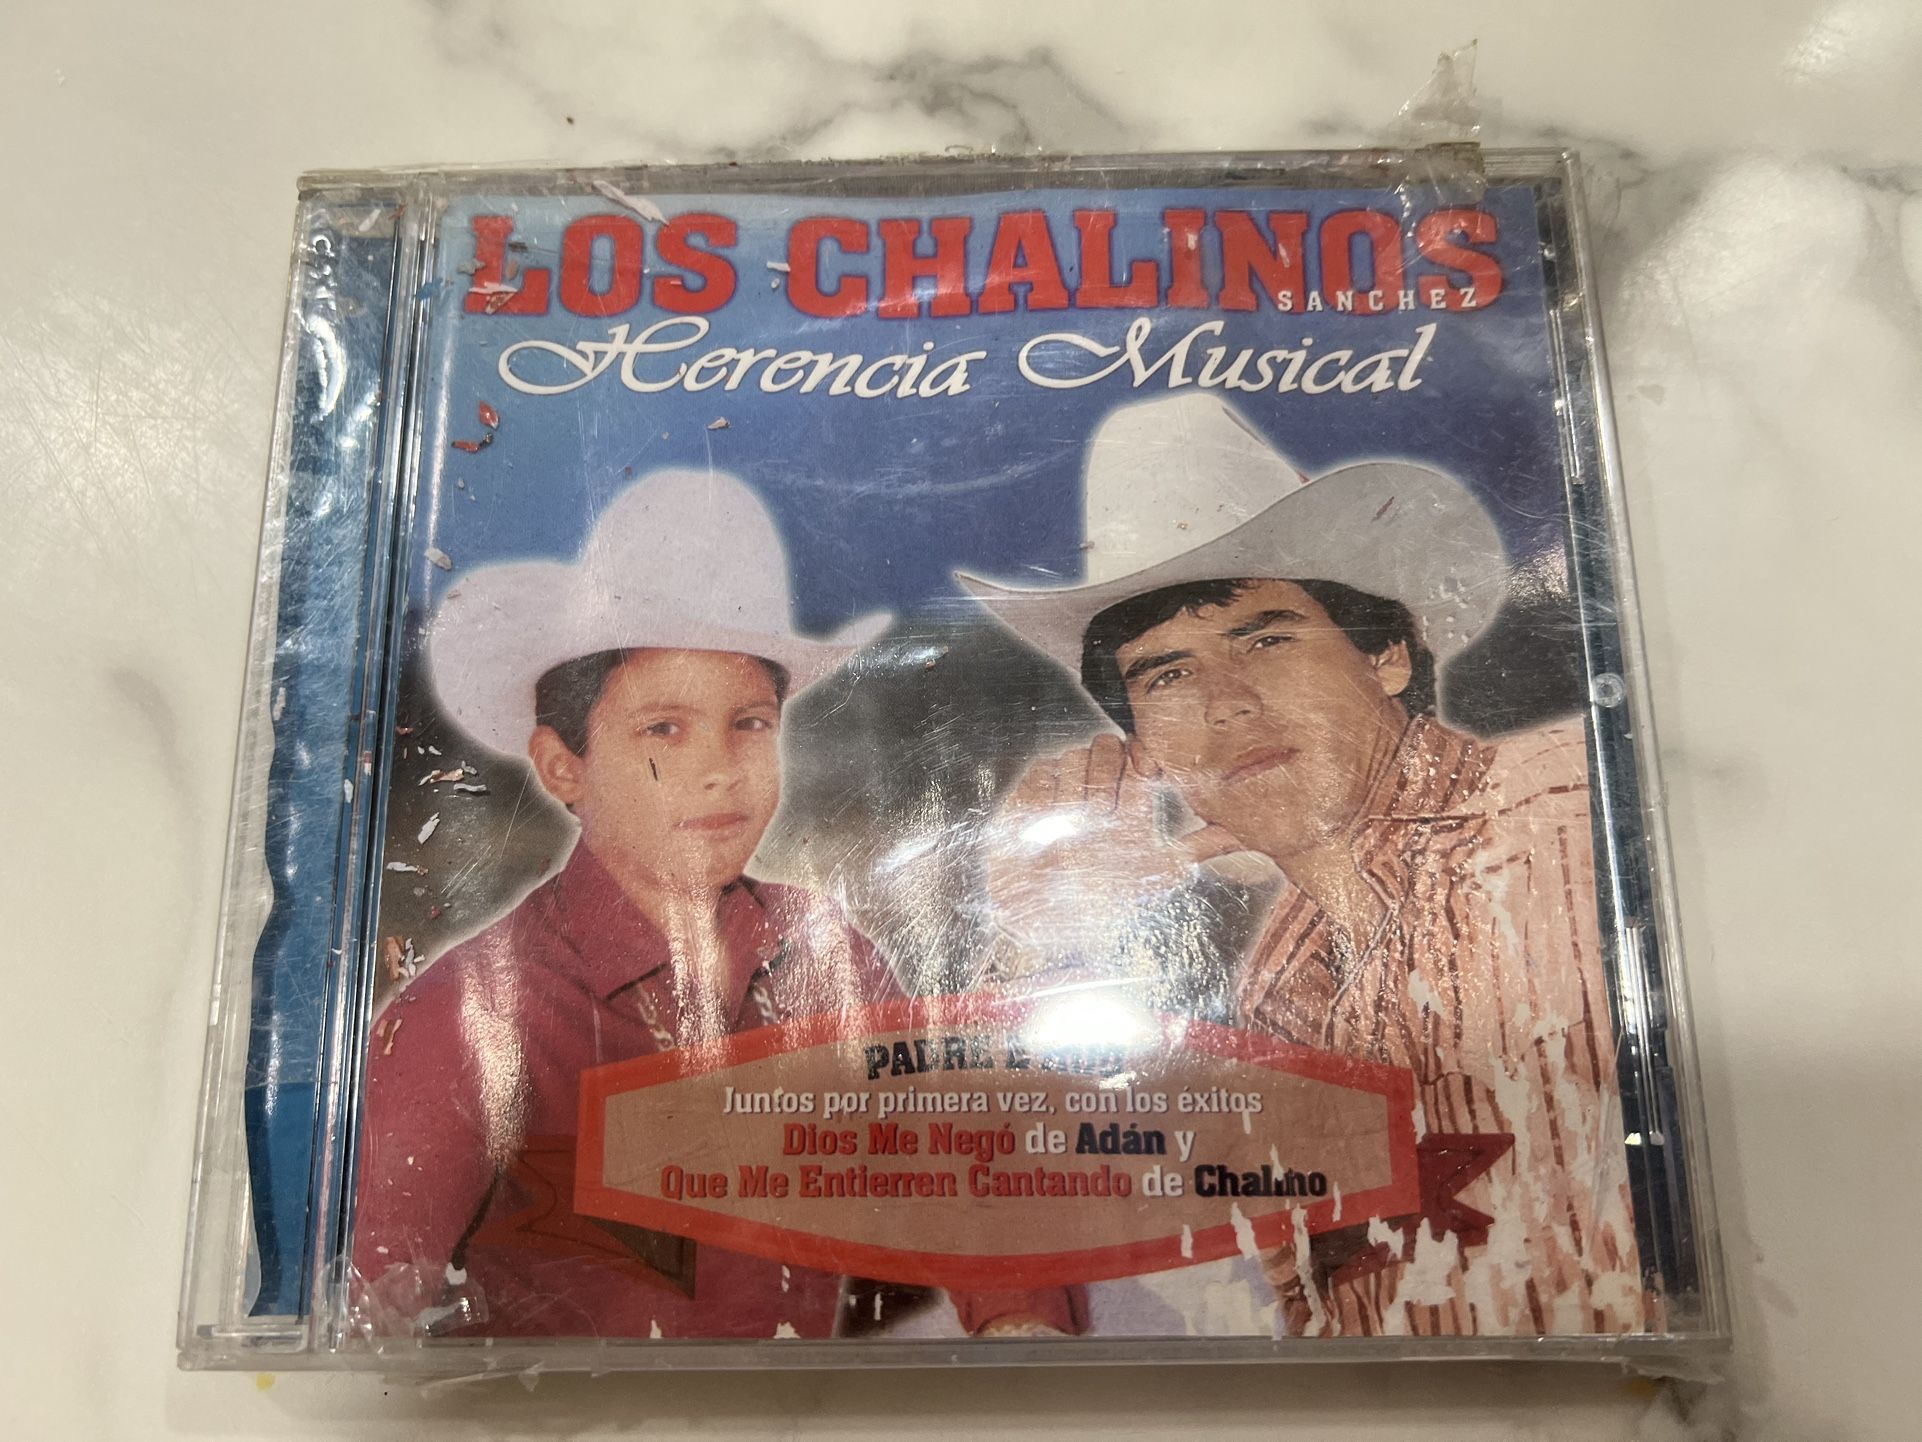 LOS CHALINOS
SANCHEZ
Herencia Musical
PADRE E
Juntos por primera vez, con los éxitos
Dios Me Negó de Adán y
Que Me Entierren Cantando de Chalino